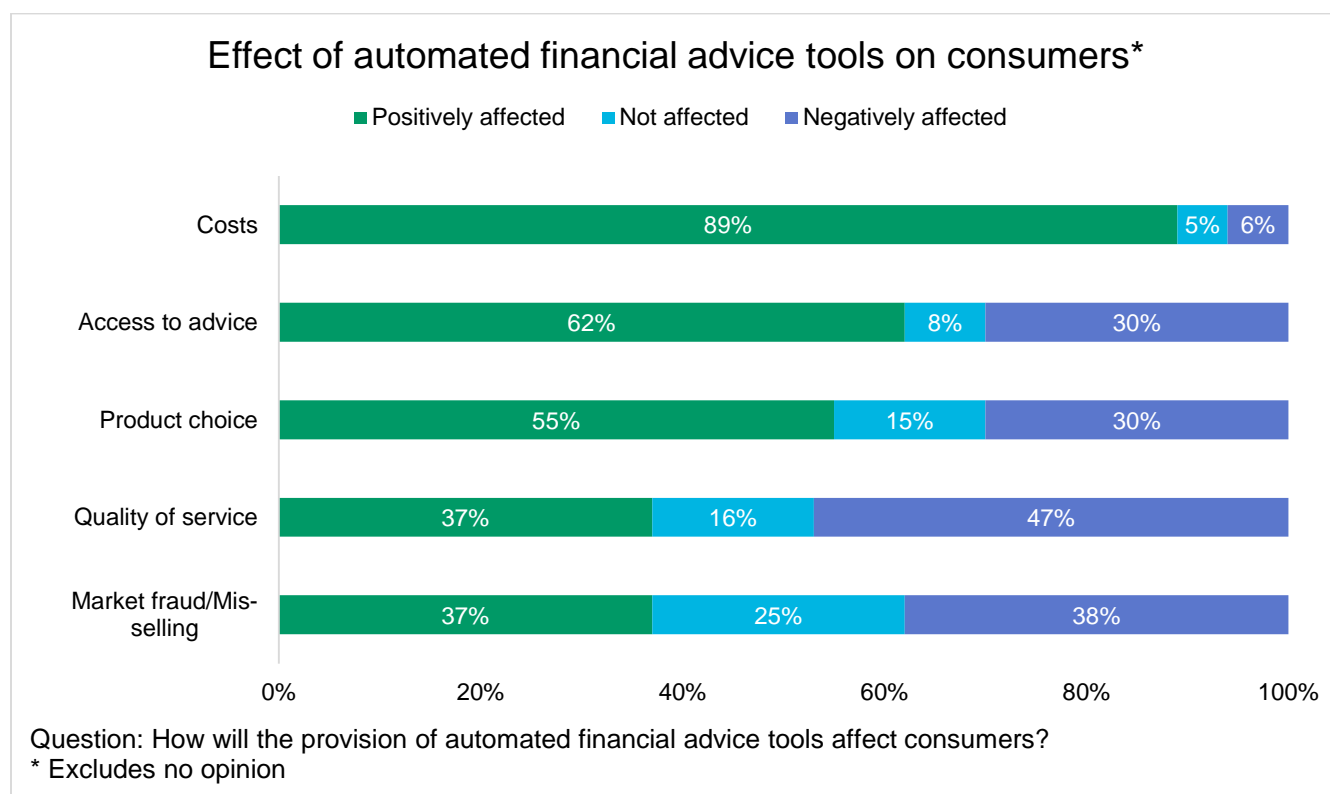 Effect of automated financial advice tools on consumers*
Positively affected Not affected Negatively affected
Costs
89% 5% 6%
Access to advice
62% 8% 30%
Product choice
55% 15% 30%
Quality of service
37% 16% 47%
Market fraud/Mis-
selling
37% 25% 38%
0% 20% 40% 60% 80% 100%
Question: How will the provision of automated financial advice tools affect consumers?
* Excludes no opinion